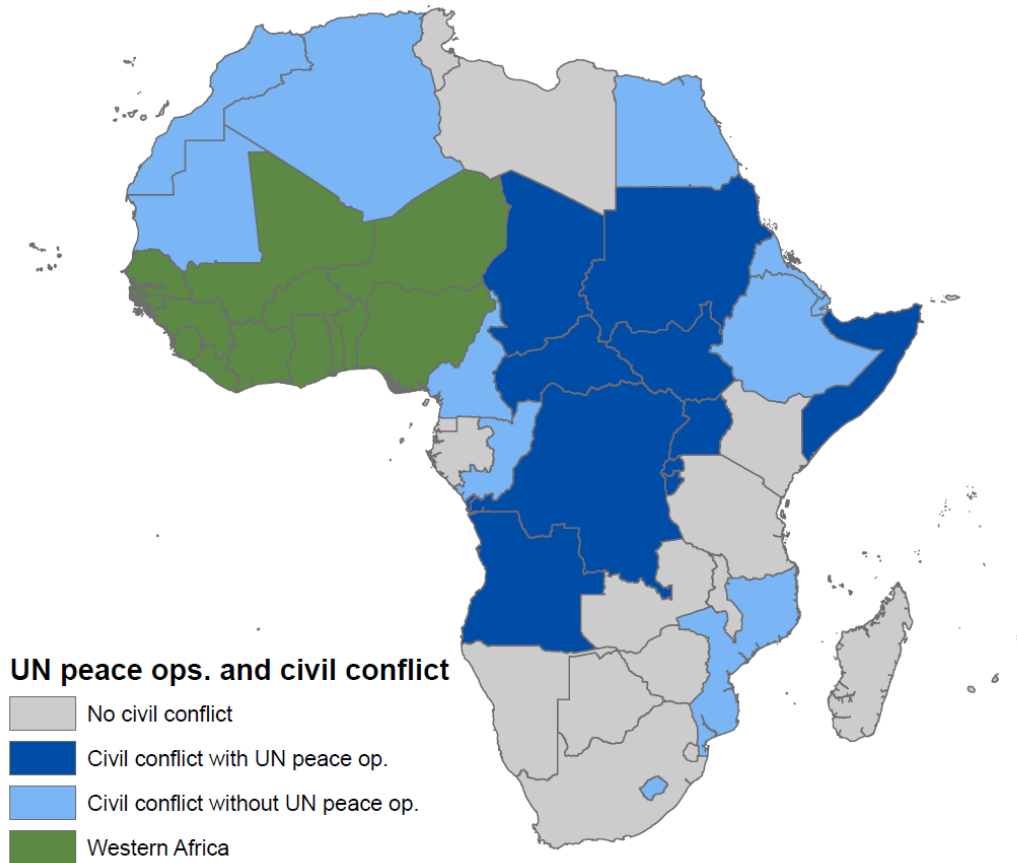 UN peace ops. and civil conflict
No civil conflict
Civil conflict with UN peace op.
Civil conflict without UN peace op.
Western Africa